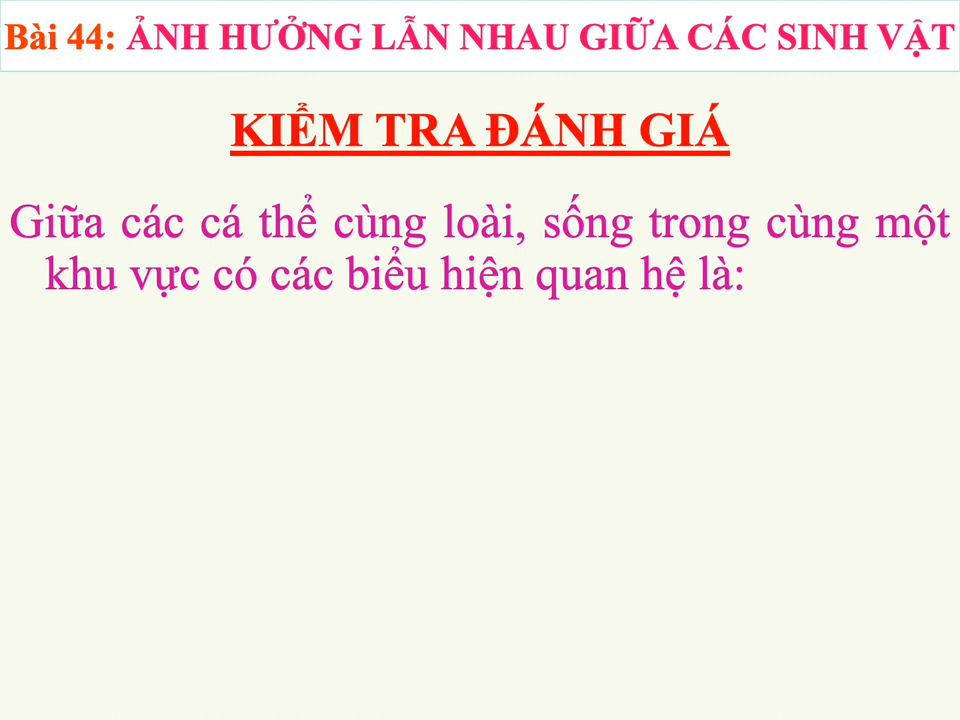 Bài 44: ẢNH HƯỞNG LẪN NHAU GIỮA CÁC SINH VẬT
KIỂM TRA ĐÁNH GIÁ
Giữa các cá thể cùng loài, sống trong cùng một
khu vực có các biểu hiện quan hệ là: